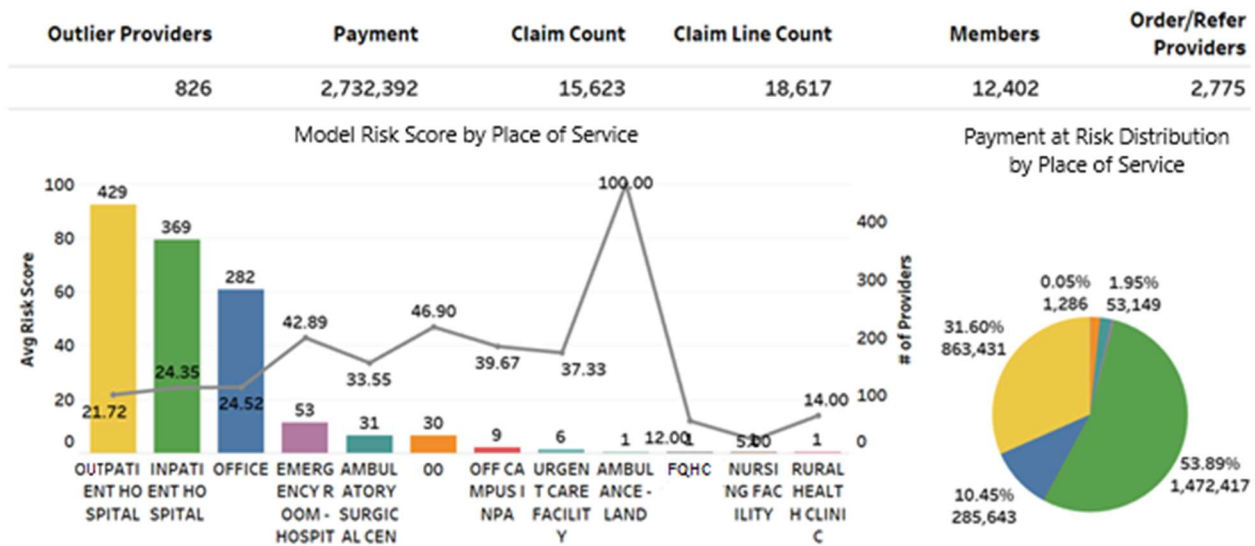 Outlier Providers Payment Claim Count Claim Line Count Members Order/Refer
Providers
826 2,732,392 15,623 18,617 12,402 2,775
Model Risk Score by Place of Service
Avg Risk Score
100
80
60
40
20
0
429
369
282
53
31
30
9
6
1
1
1
1
21.72
24.35
24.52
42.89
33.55
46.90
39.67
37.33
100.00
12.00
5.00
14.00
# of Providers
400
300
200
100
0
OUTPATI
ENT HO
SPITAL
INPATI
ENT HO
SPITAL
OFFICE
EMERG
ENCY R
OOM -
HOSPIT
AMBUL
ATORY
SURGIC
AL CEN
00
OFF CA
MPUS I
NPA
URGEN
T CARE
FACILIT
Y
AMBUL
ANCE -
LAND
FQHC
NURSI
NG FAC
ILITY
RURAL
HEALT
H CLINI
C
Payment at Risk Distribution
by Place of Service
0.05%
1,286
1.95%
53,149
31.60%
863,431
10.45%
285,643
53.89%
1,472,417